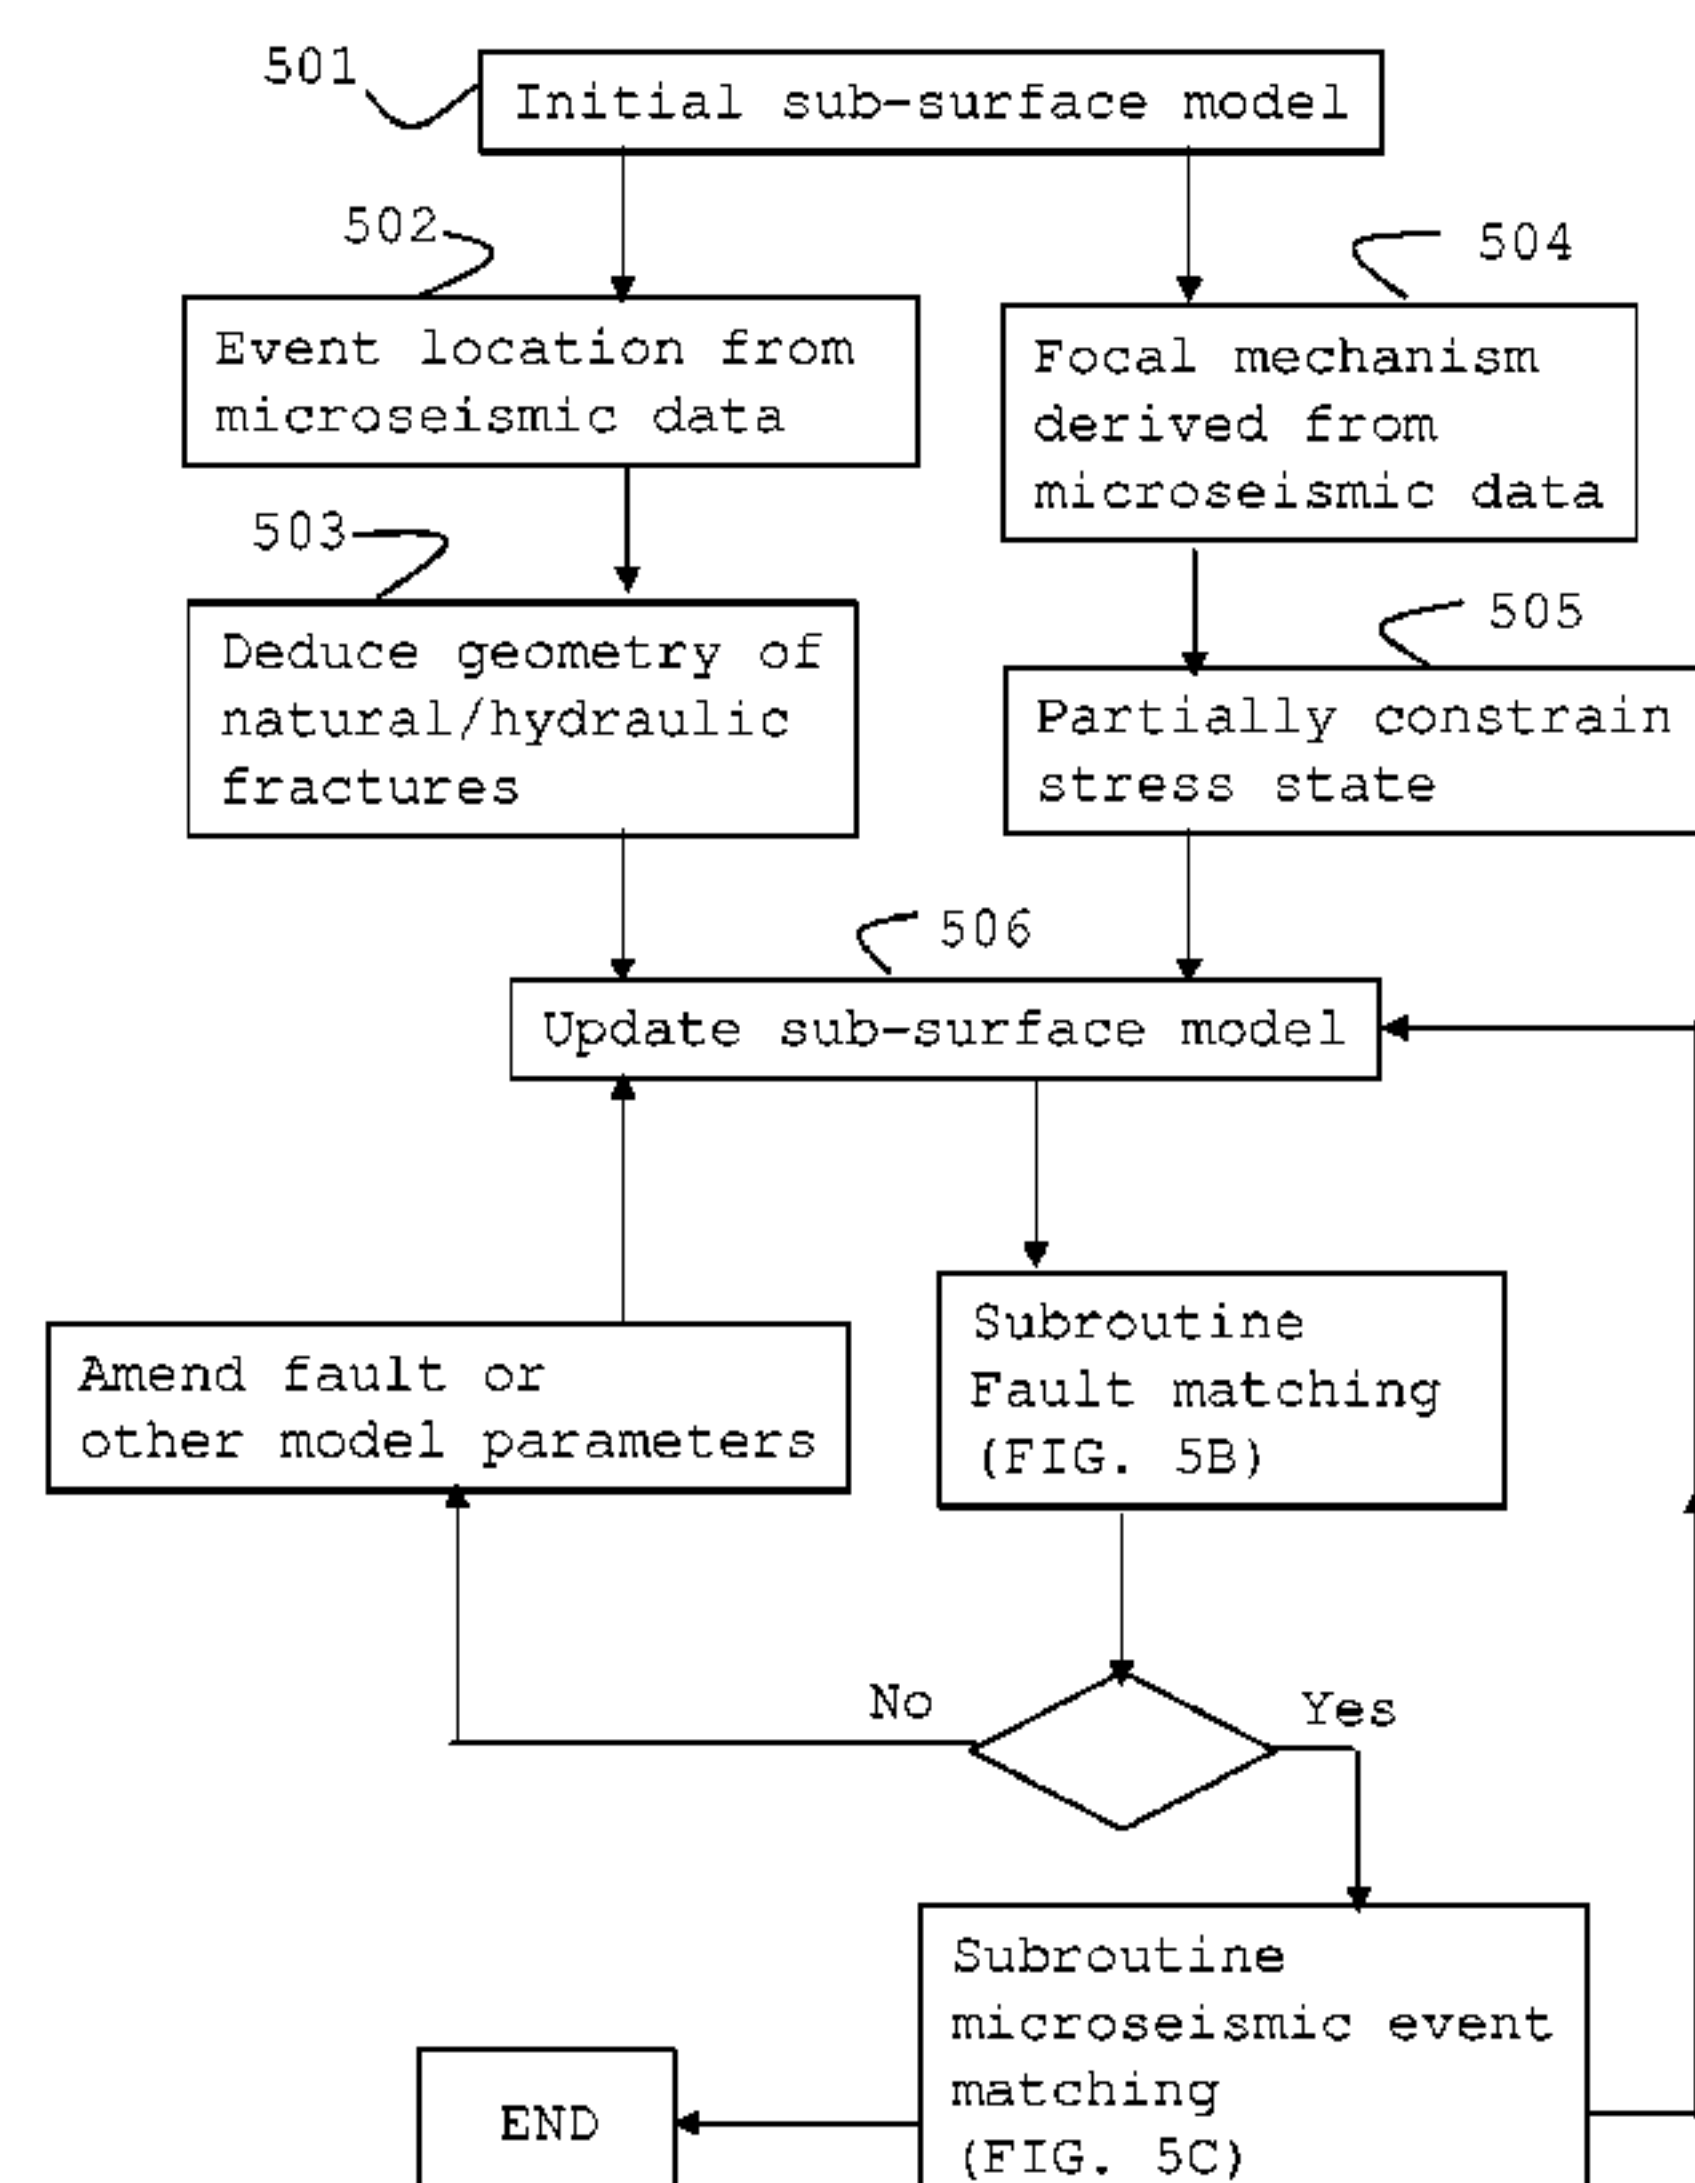 501
Initial sub-surface model
502
504
Event location from
microseismic data
Focal mechanism
derived from
microseismic data
503
505
Deduce geometry of
natural/hydraulic
fractures
Partially constrain
stress state
506
Update sub-surface model
Subroutine
Fault matching
(FIG. 5B)
Amend fault or
other model parameters
No
Yes
Subroutine
microseismic event
matching
(FIG. 5C)
END